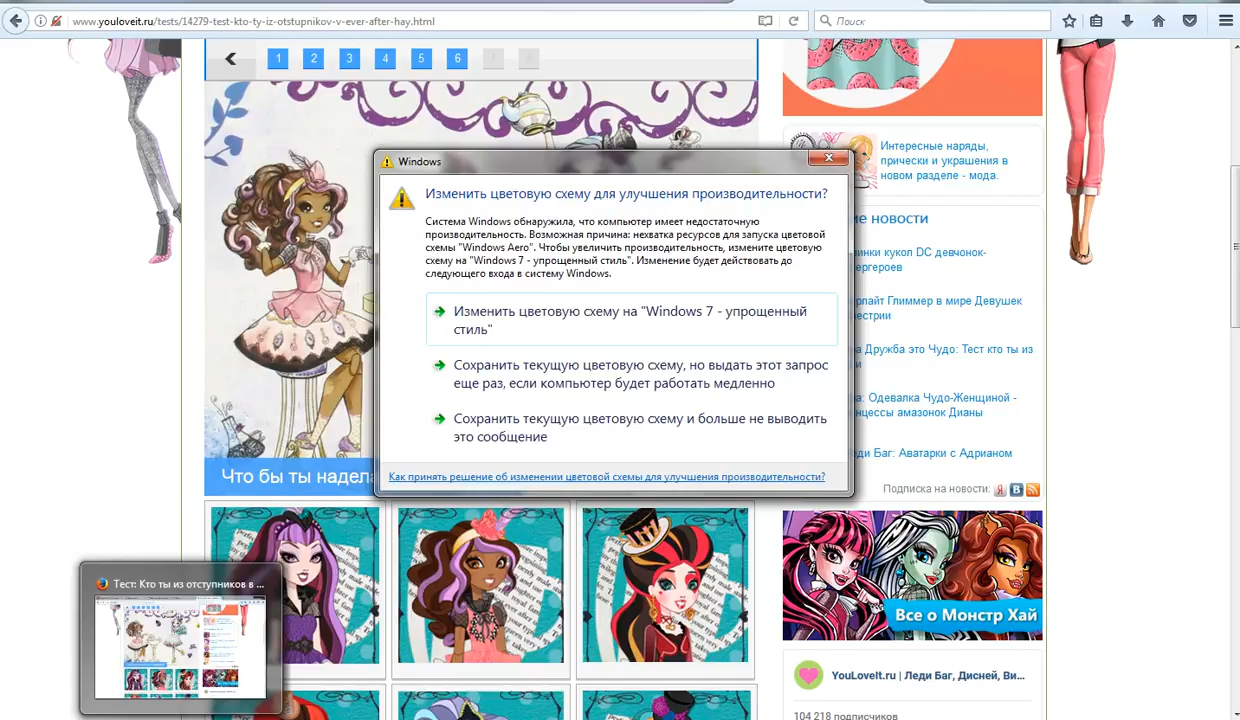 www.youloveit.ru/tests/14279-test-kto-ty-iz-otstupnikov-v-ever-after-hay.html
Поиск
1 2 3 4 5 6
Интересные наряды,
прически и украшения в
новом разделе - мода.
Windows
Изменить цветовую схему для улучшения производительности?
Система Windows обнаружила, что компьютер имеет недостаточную
производительность. Возможная причина: нехватка ресурсов для запуска цветовой
схемы "Windows Aero". Чтобы увеличить производительность, измените цветовую
схему на "Windows 7 - упрощенный стиль". Изменение будет действовать до
следующего входа в систему Windows.
Изменить цветовую схему на "Windows 7 - упрощенный
стиль"
Сохранить текущую цветовую схему, но выдать этот запрос
еще раз, если компьютер будет работать медленно
Сохранить текущую цветовую схему и больше не выводить
это сообщение
Как принять решение об изменении цветовой схемы для улучшения производительности?
новости
кукол DC девчонок-
Глиммер в мире Девушек
Дружба это Чудо: Тест кто ты из
Одевалка Чудо-Женщиной -
амазонок Дианы
Баг: Аватарки с Адрианом
Подписка на новости:
Что бы ты
Все о Монстр Хай
Тест: Кто ты из отступников в ...
YouLoveIt.ru | Леди Баг, Дисней, Ви...
104 218 подписчиков